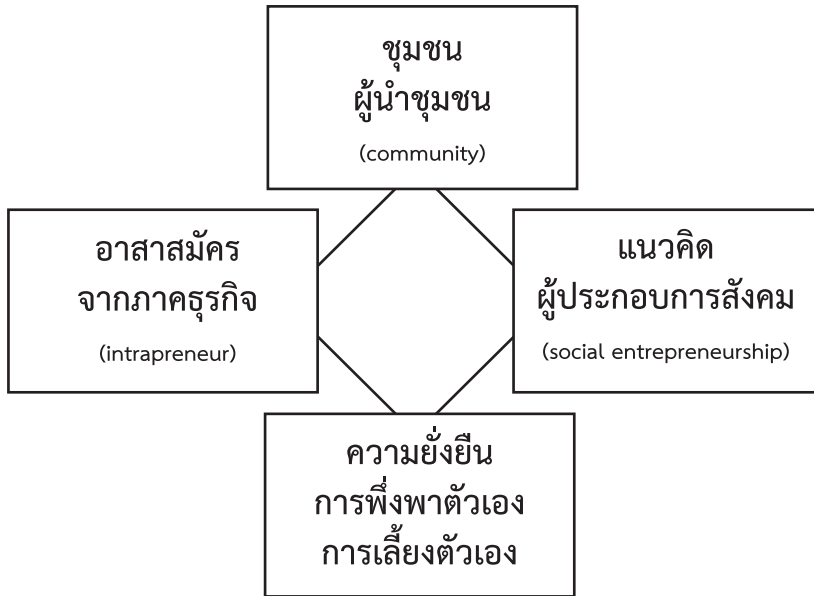 ชุมชน
ผู้นำชุมชน
(community)
อาสาสมัคร
จากภาคธุรกิจ
(intrapreneur)
แนวคิด
ผู้ประกอบการสังคม
(social entrepreneurship)
ความยั่งยืน
การพึ่งพาตัวเอง
การเลี้ยงตัวเอง